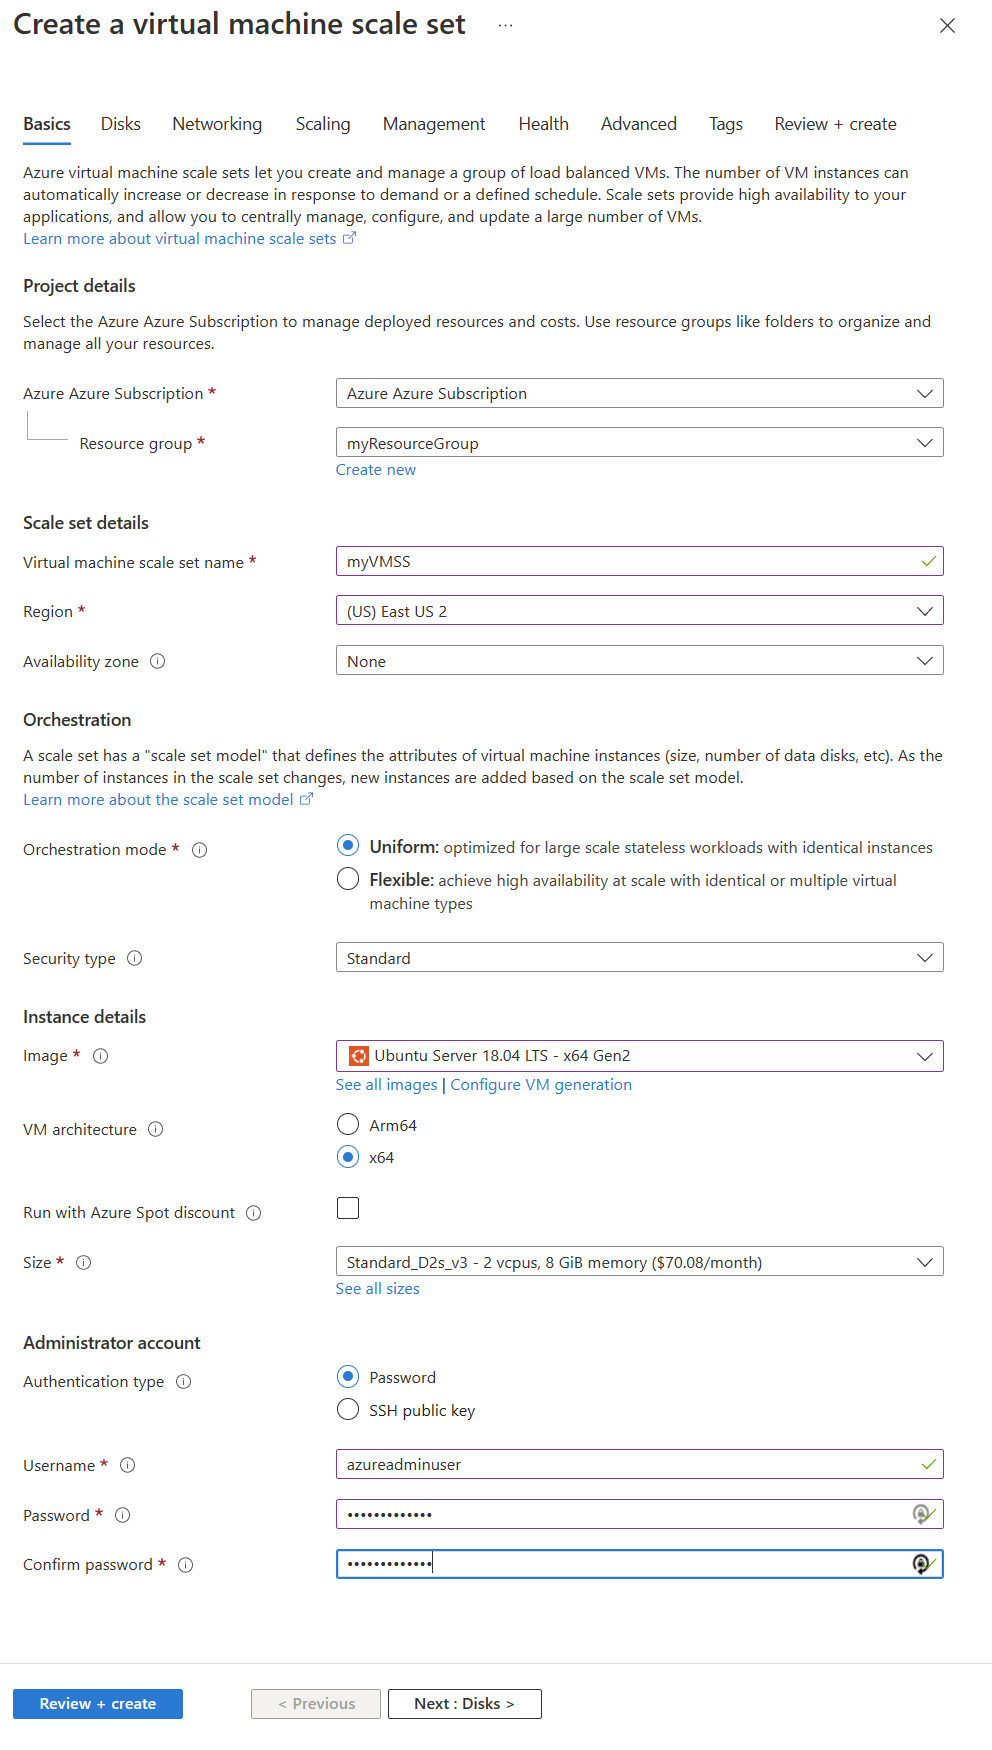 Create a virtual machine scale set ...
Basics Disks Networking Scaling Management Health Advanced Tags Review + create
Azure virtual machine scale sets let you create and manage a group of load balanced VMs. The number of VM instances can
automatically increase or decrease in response to demand or a defined schedule. Scale sets provide high availability to your
applications, and allow you to centrally manage, configure, and update a large number of VMs.
Learn more about virtual machine scale sets
Project details
Select the Azure Azure Subscription to manage deployed resources and costs. Use resource groups like folders to organize and
manage all your resources.
Azure Azure Subscription * Azure Azure Subscription
Resource group * myResourceGroup
Create new
Scale set details
Virtual machine scale set name * myVMSS
Region * (US) East US 2
Availability zone None
Orchestration
A scale set has a "scale set model" that defines the attributes of virtual machine instances (size, number of data disks, etc). As the
number of instances in the scale set changes, new instances are added based on the scale set model.
Learn more about the scale set model
Orchestration mode * Uniform: optimized for large scale stateless workloads with identical instances
Flexible: achieve high availability at scale with identical or multiple virtual
machine types
Security type Standard
Instance details
Image * Ubuntu Server 18.04 LTS - x64 Gen2
See all images | Configure VM generation
VM architecture Arm64
x64
Run with Azure Spot discount
Size * Standard_D2s_v3 - 2 vcpus, 8 GiB memory ($70.08/month)
See all sizes
Administrator account
Authentication type Password
SSH public key
Username * azureadminuser
Password * •••••••••••••
Confirm password * •••••••••••••
Review + create < Previous Next : Disks >